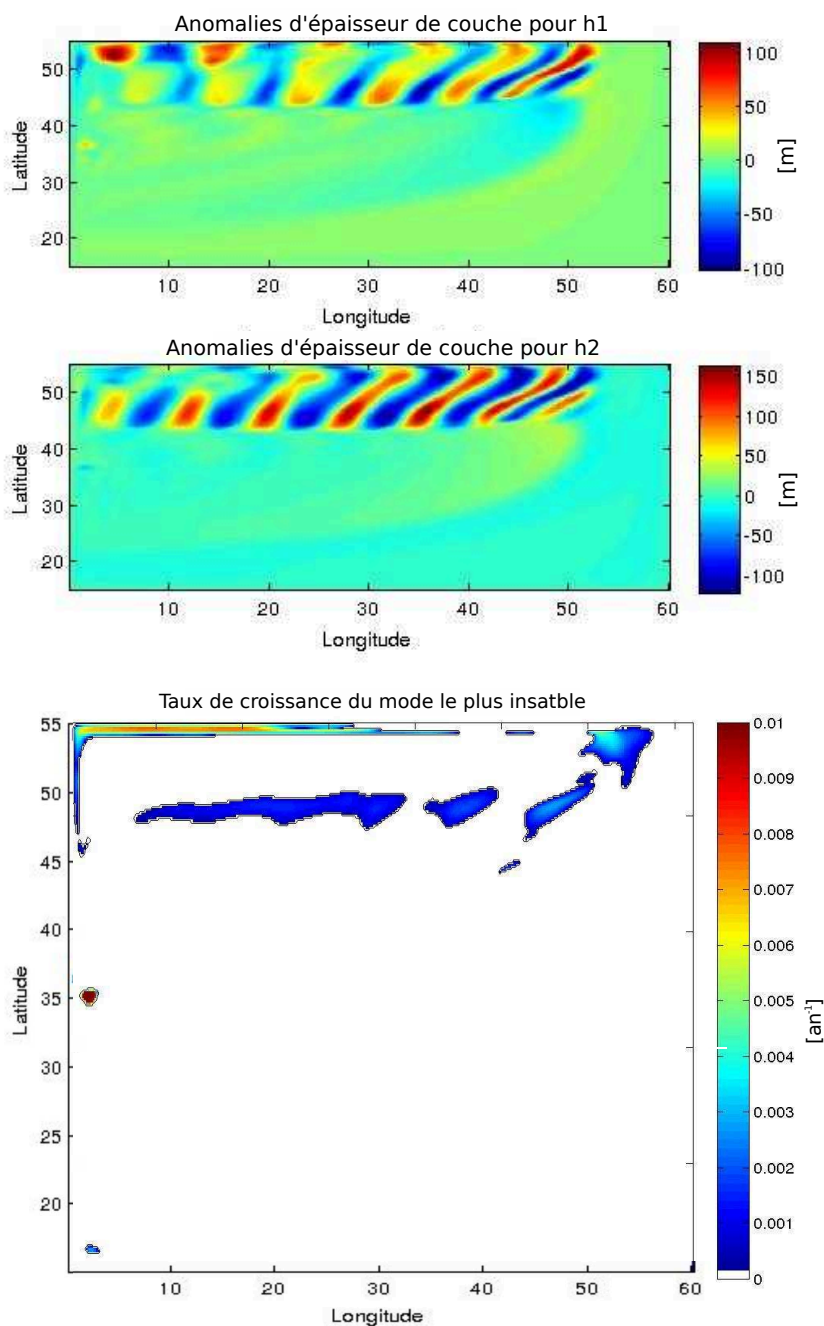 Anomalies d'épaisseur de couche pour h1
50
40
30
20
Latitude
10 20 30 40 50 60
Longitude
100
50
0
-50
-100
[m]
Anomalies d'épaisseur de couche pour h2
50
40
30
20
Latitude
10 20 30 40 50 60
Longitude
150
100
50
0
-50
-100
[m]
Taux de croissance du mode le plus insatble
55
50
45
40
35
30
25
20
Latitude
10 20 30 40 50 60
Longitude
0.01
0.009
0.008
0.007
0.006
0.005
0.004
0.003
0.002
0.001
0
[an-1]